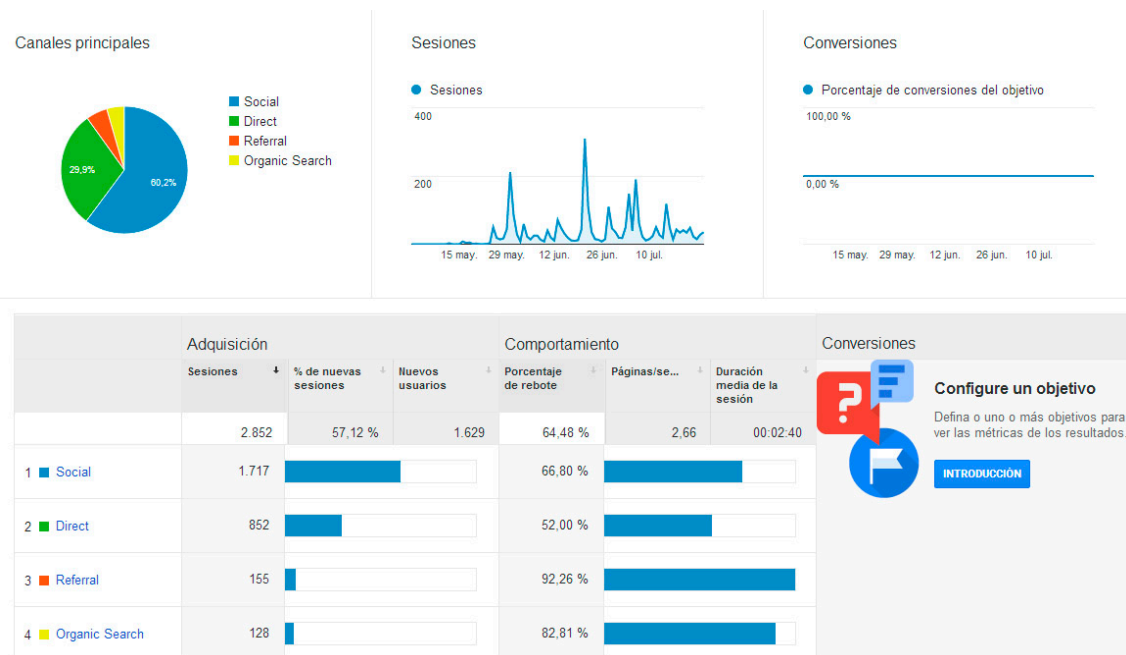 Canales principales
Social
Direct
Referral
Organic Search
29,9%
60,2%
Sesiones
Sesiones
400
200
15 may. 29 may. 12 jun. 26 jun. 10 jul.
Conversiones
Porcentaje de conversiones del objetivo
100,00 %
0,00 %
15 may. 29 may. 12 jun. 26 jun. 10 jul.
Adquisición Comportamiento Conversiones
Sesiones
% de nuevas
sesiones
Nuevos
usuarios
Porcentaje
de rebote
Páginas/se...
Duración
media de la
sesión
2.852 57,12 % 1.629 64,48 % 2,66 00:02:40
1 Social 1.717 66,80 %
2 Direct 852 52,00 %
3 Referral 155 92,26 %
4 Organic Search 128 82,81 %
?
Configure un objetivo
Defina o uno o más objetivos para
ver las métricas de los resultados.
INTRODUCCIÓN